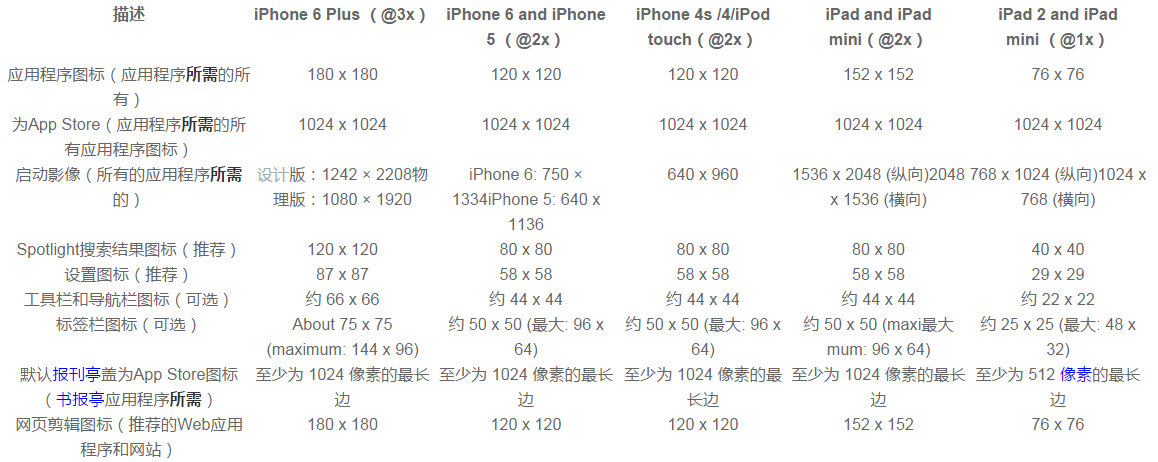 描述 iPhone 6 Plus （@3x） iPhone 6 and iPhone iPhone 4s /4/iPod iPad and iPad iPad 2 and iPad
5 （@2x） touch（@2x） mini（@2x） mini （@1x）
应用程序图标（应用程序所需的所 180 x 180 120 x 120 120 x 120 152 x 152 76 x 76
有）
为App Store（应用程序所需的所 1024 x 1024 1024 x 1024 1024 x 1024 1024 x 1024 1024 x 1024
有应用程序图标）
启动影像（所有的应用程序所需 设计版：1242 × 2208物 iPhone 6: 750 × 640 x 960 1536 x 2048 (纵向)2048 768 x 1024 (纵向)1024 x
的） 理版：1080 × 1920 1334iPhone 5: 640 x x 1536 (横向) 768 (横向)
1136
Spotlight搜索结果图标（推荐） 120 x 120 80 x 80 80 x 80 80 x 80 40 x 40
设置图标（推荐） 87 x 87 58 x 58 58 x 58 58 x 58 29 x 29
工具栏和导航栏图标（可选） 约 66 x 66 约 44 x 44 约 44 x 44 约 44 x 44 约 22 x 22
标签栏图标（可选） About 75 x 75 约 50 x 50 (最大: 96 x 约 50 x 50 (最大: 96 x 约 50 x 50 (maxi最大 约 25 x 25 (最大: 48 x
(maximum: 144 x 96) 64) 64) mum: 96 x 64) 32)
默认报刊亭盖为App Store图标 至少为 1024 像素的最长 至少为 1024 像素的最长 至少为 1024 像素的最 至少为 1024 像素的最长 至少为 512 像素的最长
（书报亭应用程序所需） 边 边 长边 边 边
网页剪辑图标（推荐的Web应用 180 x 180 120 x 120 120 x 120 152 x 152 76 x 76
程序和网站）